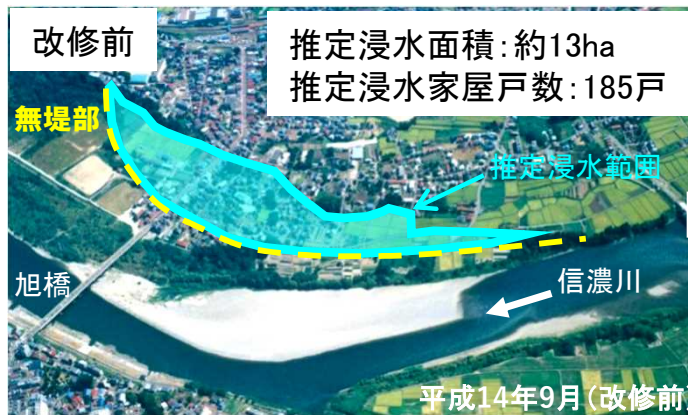 改修前
推定浸水面積:約13ha
推定浸水家屋戸数:185戸
無堤部
推定浸水範囲
旭橋
信濃川
平成14年9月(改修前